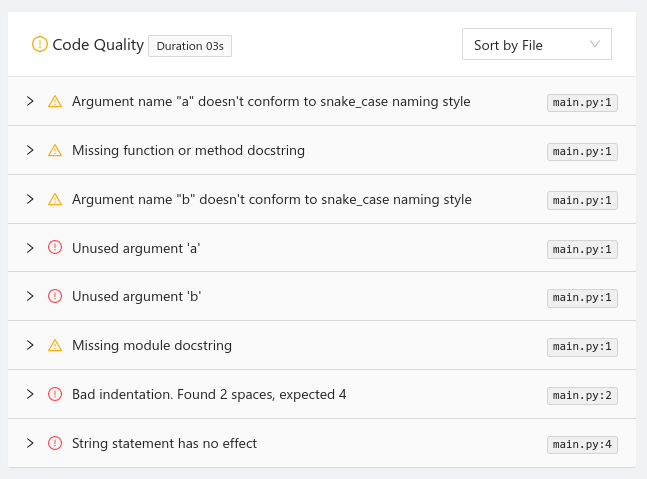 Code Quality Duration 03s Sort by File
Argument name "a" doesn't conform to snake_case naming style main.py:1
Missing function or method docstring main.py:1
Argument name "b" doesn't conform to snake_case naming style main.py:1
Unused argument 'a' main.py:1
Unused argument 'b' main.py:1
Missing module docstring main.py:1
Bad indentation. Found 2 spaces, expected 4 main.py:2
String statement has no effect main.py:4